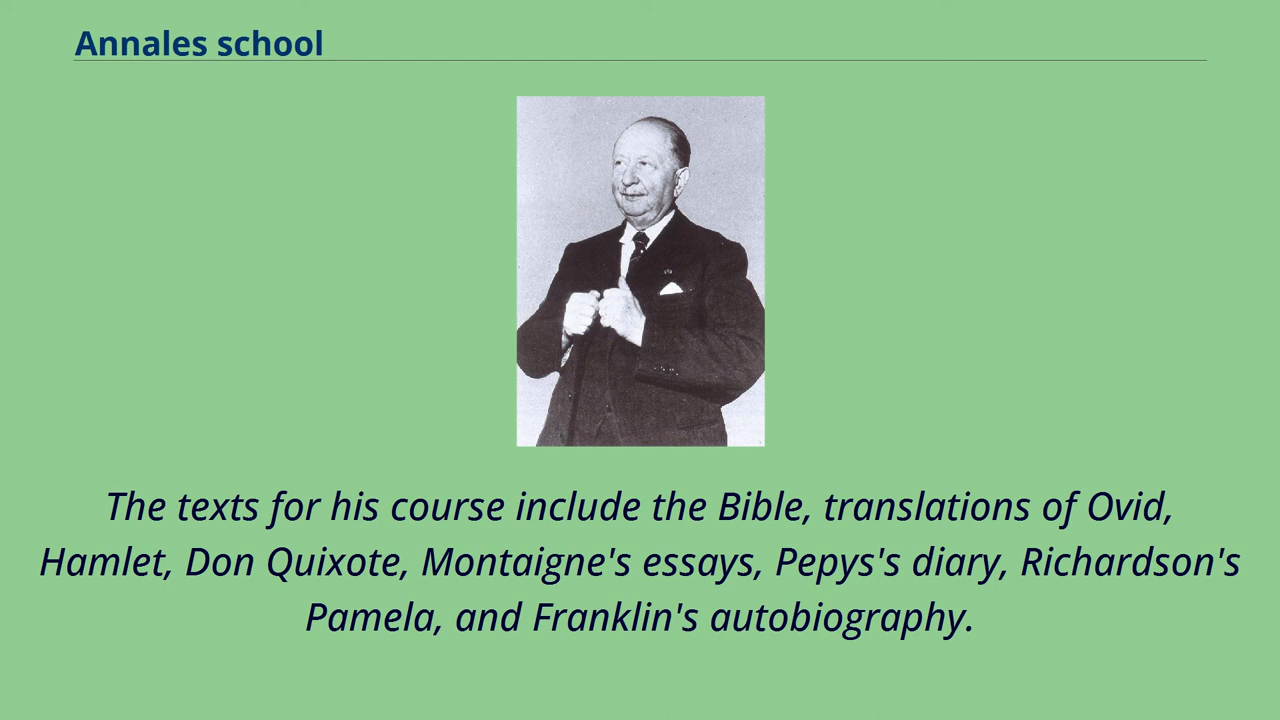 Annales school
The texts for his course include the Bible, translations of Ovid,
Hamlet, Don Quixote, Montaigne's essays, Pepys's diary, Richardson's
Pamela, and Franklin's autobiography.